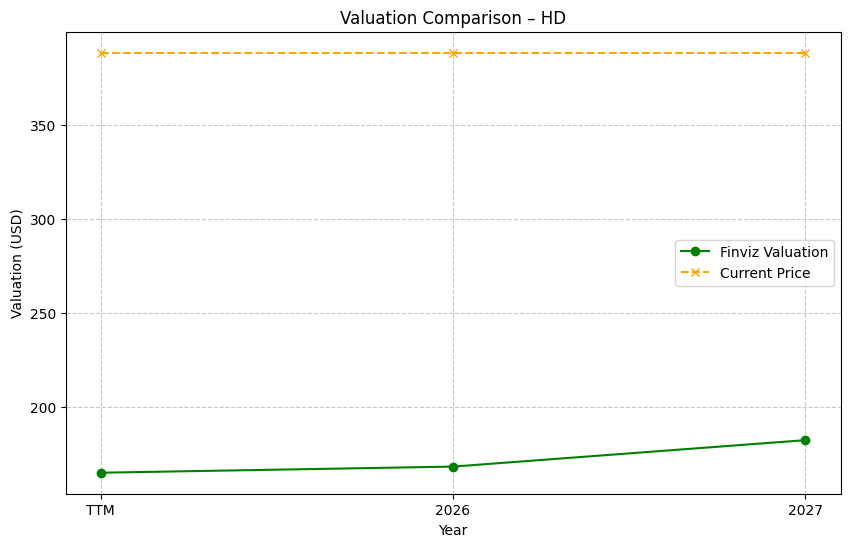 Valuation Comparison – HD
Valuation (USD)
350
300
250
200
Finviz Valuation
Current Price
TTM
2026
2027
Year